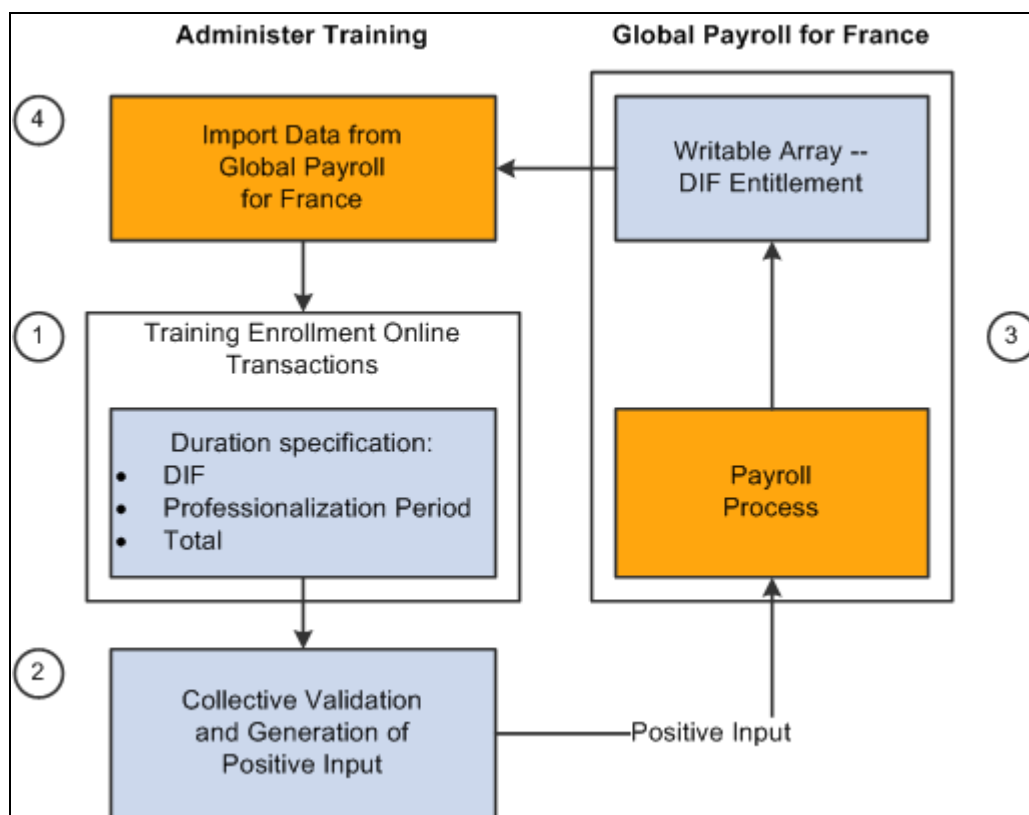 Administer Training
Global Payroll for France
4
Import Data from
Global Payroll
for France
Writable Array --
DIF Entitlement
1
Training Enrollment Online
Transactions
3
Duration specification:
• DIF
• Professionalization Period
• Total
Payroll
Process
2
Collective Validation
and Generation of
Positive Input
Positive Input